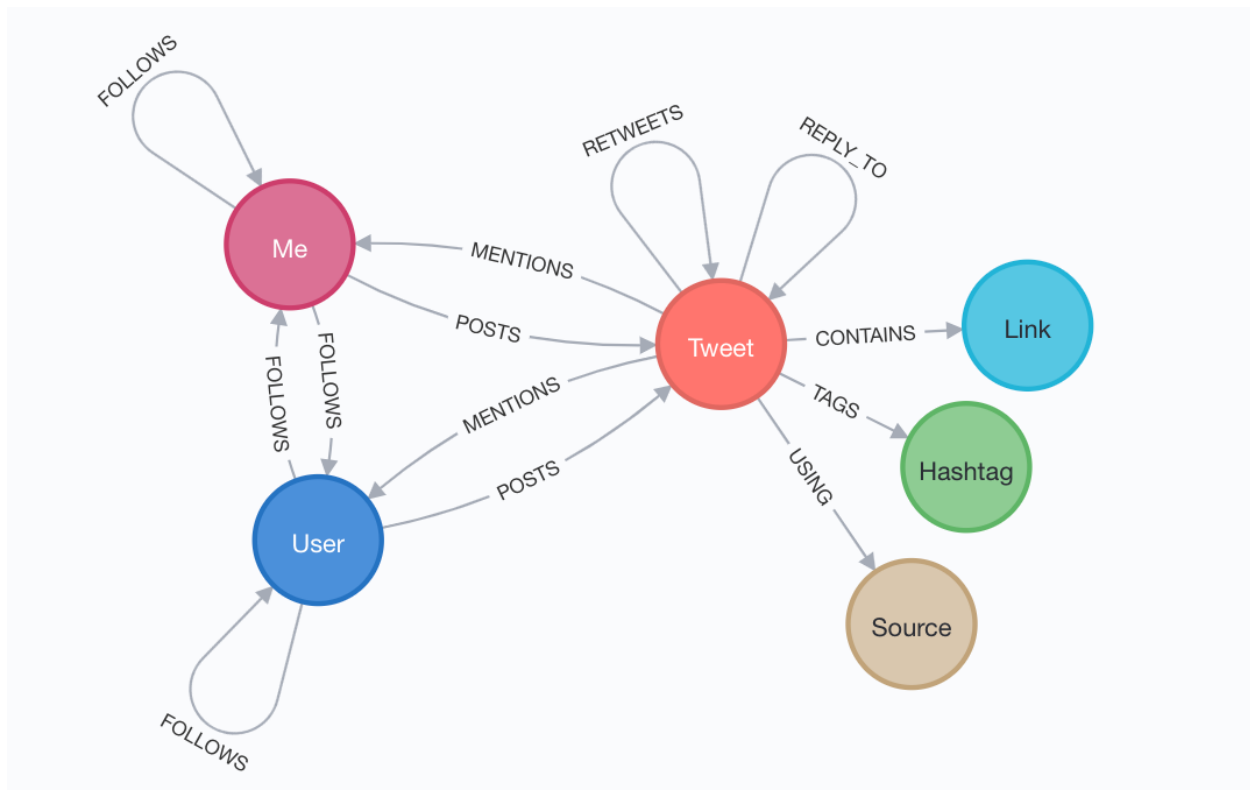 FOLLOWS
RETWEETS
REPLY_TO
Me
MENTIONS
POSTS
Link
CONTAINS
Tweet
FOLLOWS
FOLLOWS
MENTIONS
TAGS
Hashtag
POSTS
USING
User
Source
FOLLOWS